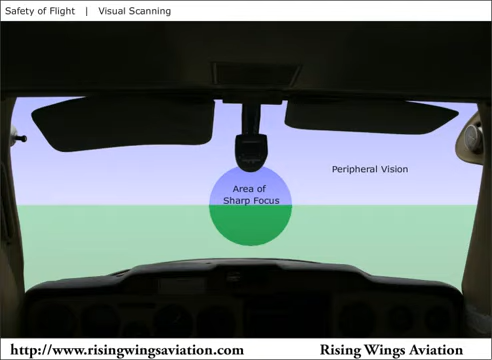 Safety of Flight | Visual Scanning
Peripheral Vision
Area of
Sharp Focus
http://www.risingwingsaviation.com Rising Wings Aviation